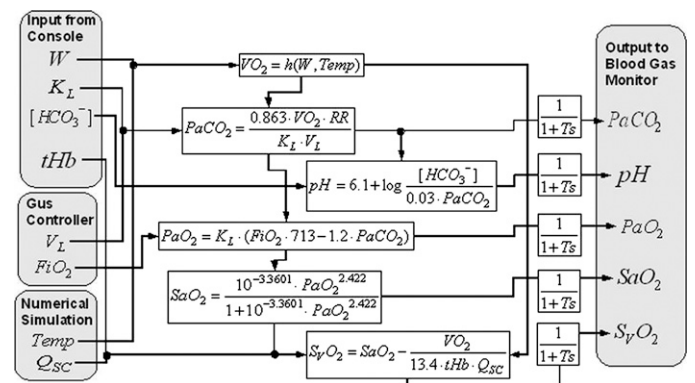 Input from
Console
W
K_L
[HCO_3^-]
tHb
Gus
Controller
V_L
FiO_2
Numerical
Simulation
Temp
Q_SC
VO_2 = h(W,Temp)
PaCO_2 = 0.863·VO_2·RR / K_L·V_L
pH = 6.1+log [HCO_3^-] / 0.03·PaCO_2
PaO_2 = K_L·(FiO_2·713−1.2·PaCO_2)
SaO_2 = 10^-3.3601·PaO_2^2.422 / 1+10^-3.3601·PaO_2^2.422
S_VO_2 = SaO_2 − VO_2 / 13.4·tHb·Q_SC
1 / 1+Ts
1 / 1+Ts
1 / 1+Ts
1 / 1+Ts
1 / 1+Ts
Output to
Blood Gas
Monitor
PaCO_2
pH
PaO_2
SaO_2
S_VO_2